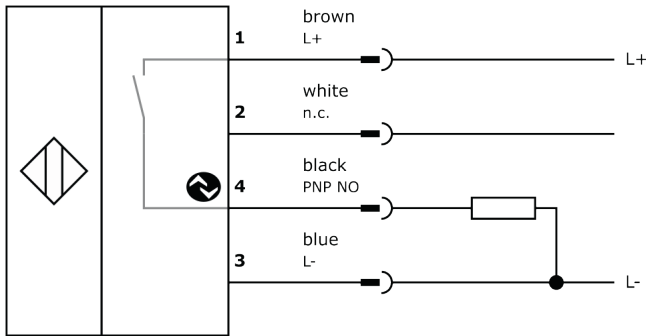 brown
1 L+
L+
white
2 n.c.
black
4 PNP NO
blue
3 L-
L-